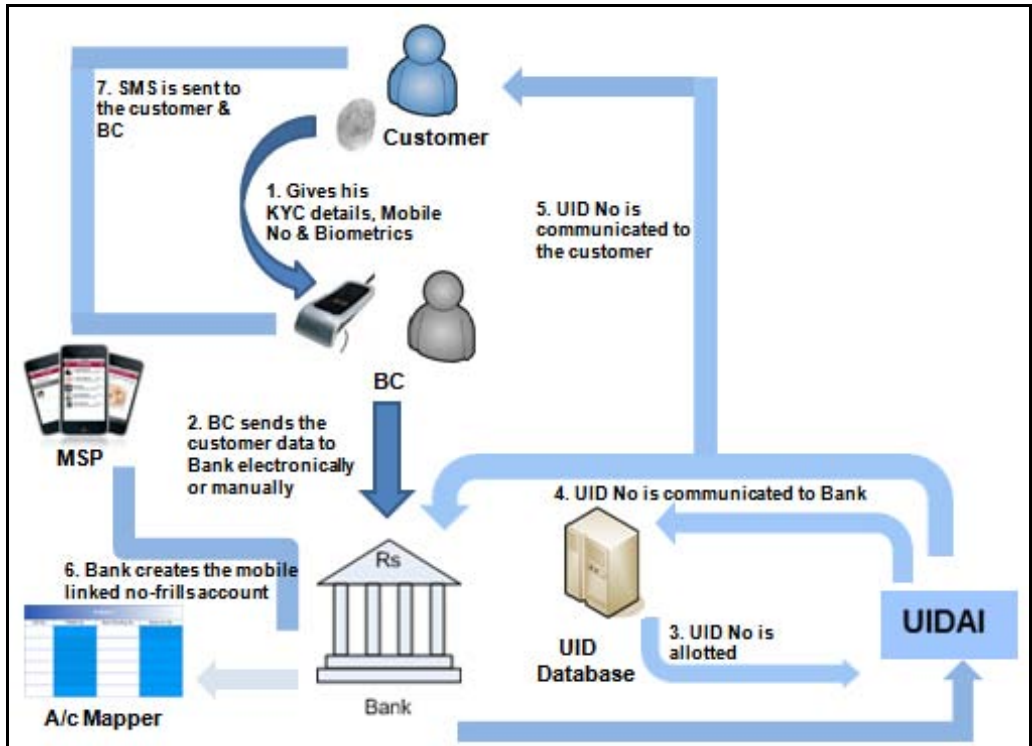 7. SMS is sent to
the customer &
BC
Customer
1. Gives his
KYC details, Mobile
No & Biometrics
5. UID No is
communicated to
the customer
BC
MSP
2. BC sends the
customer data to
Bank electronically
or manually
4. UID No is communicated to Bank
Rs
6. Bank creates the mobile
linked no-frills account
UIDAI
3. UID No is
allotted
UID
Database
Bank
A/c Mapper